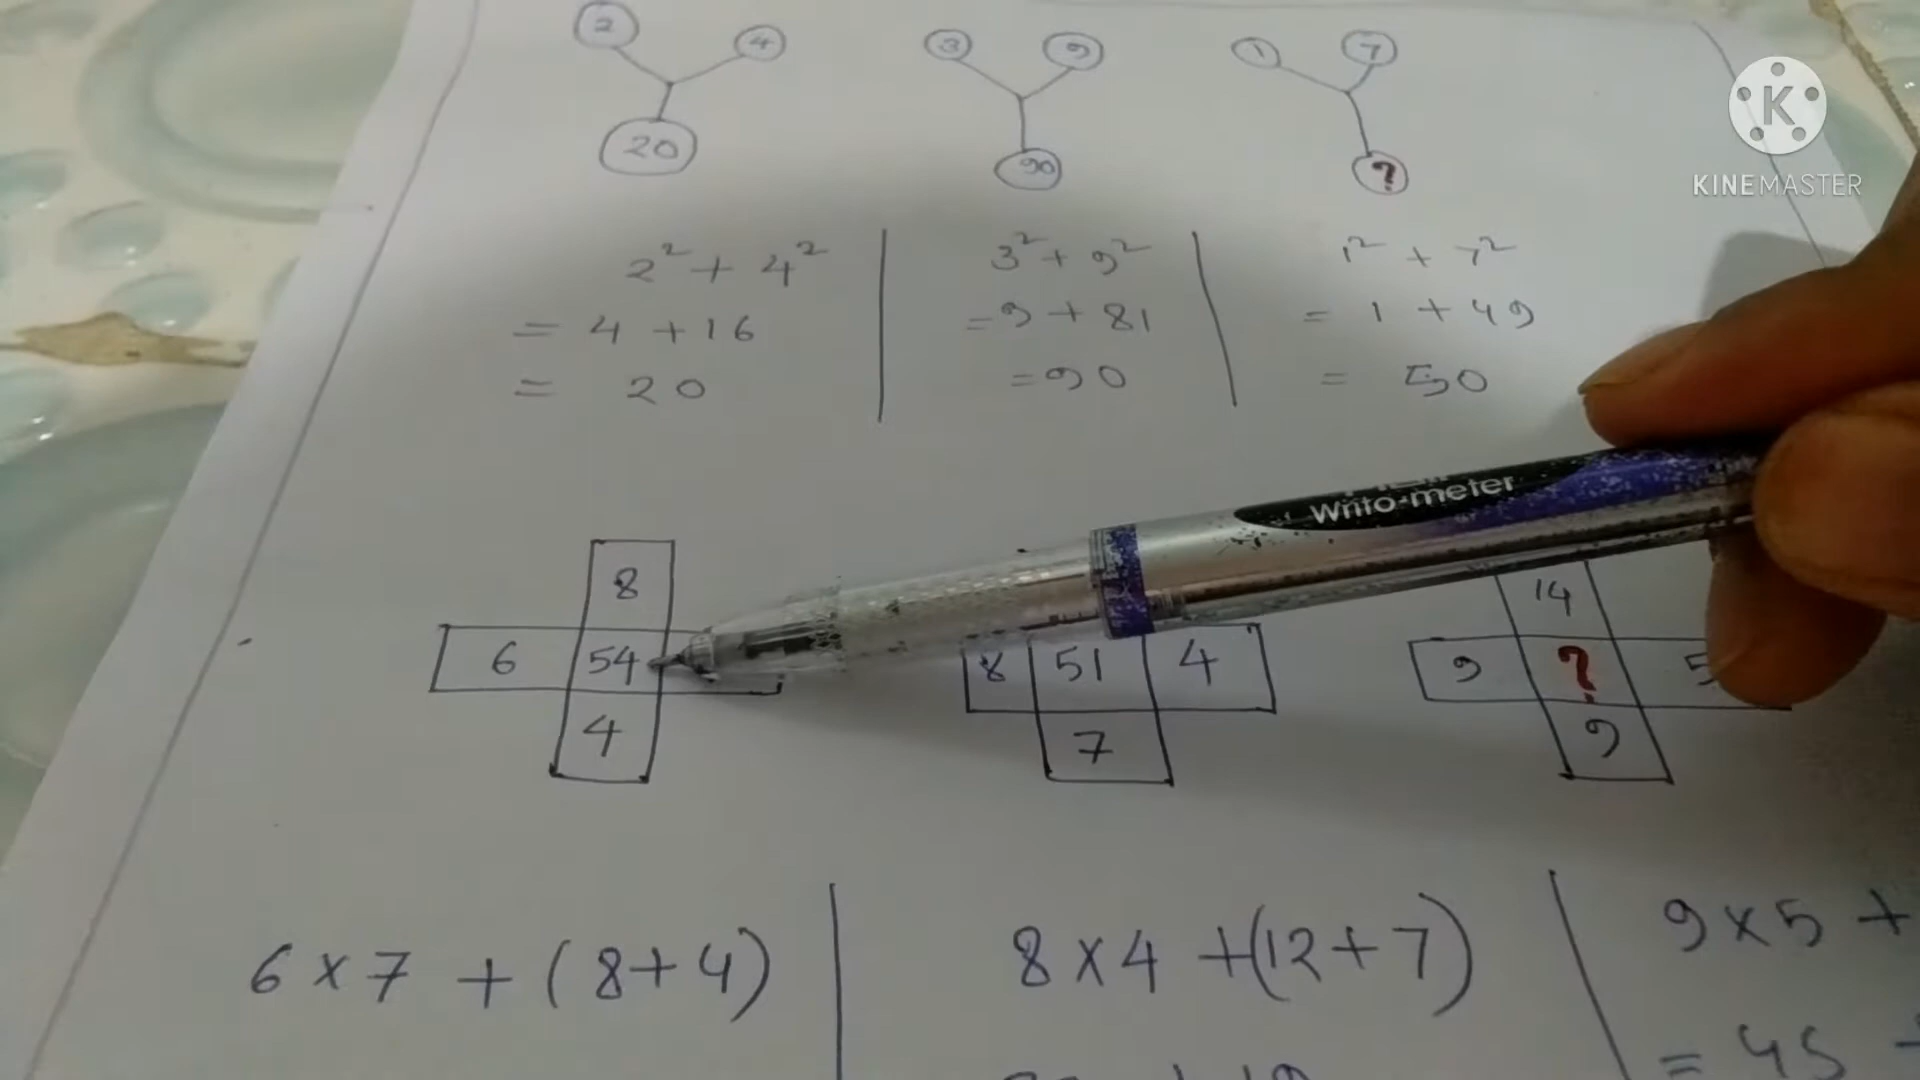 2 4 3 9 1 7
20 90 ?
KINEMASTER
2² + 4² 3² + 9² 1² + 7²
= 4 + 16 = 9 + 81 = 1 + 49
= 20 = 90 = 50
Writo-meter
8 14
6 54 8 51 4 9 ? 5
4 7 9
6 × 7 + (8 + 4) 8 × 4 + (12 + 7) 9 × 5 +
= 45